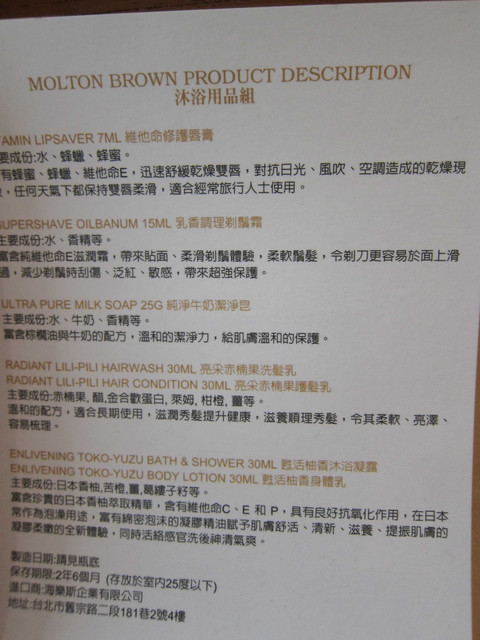 MOLTON BROWN PRODUCT DESCRIPTION
沐浴用品組
TAMIN LIPSAVER 7ML 維他命修護唇膏
要成份:水、蜂蠟、蜂蜜。
有蜂蜜、蜂蠟、維他命E，迅速舒緩乾燥雙唇，對抗日光、風吹、空調造成的乾燥現
，任何天氣下都保持雙唇柔滑，適合經常旅行人士使用。
SUPERSHAVE OILBANUM 15ML 乳香調理剃鬚霜
主要成份:水、香精等。
富含純維他命E滋潤霜，帶來貼面、柔滑剃鬚體驗，柔軟鬚髮，令剃刀更容易於面上滑
過，減少剃鬚時刮傷、泛紅、敏感，帶來超強保護。
ULTRA PURE MILK SOAP 25G 純淨牛奶潔淨皂
主要成份:水、牛奶、香精等。
富含棕櫚油與牛奶的配方，溫和的潔淨力，給肌膚溫和的保護。
RADIANT LILI-PILI HAIRWASH 30ML 亮采赤楠果洗髮乳
RADIANT LILI-PILI HAIR CONDITION 30ML 亮采赤楠果護髮乳
主要成份:赤楠果, 醋,金合歡蛋白, 萊姆, 柑橙, 薑等。
溫和的配方，適合長期使用，滋潤秀髮提升健康，滋養順理秀髮，令其柔軟、亮澤、
容易梳理。
ENLIVENING TOKO-YUZU BATH & SHOWER 30ML 甦活柚香沐浴凝露
ENLIVENING TOKO-YUZU BODY LOTION 30ML 甦活柚香身體乳
主要成份:日本香柚,苦橙,薑,葛縷子籽等。
富含珍貴的日本香柚萃取精華，含有維他命C、E 和 P，具有良好抗氧化作用，在日本
常作為泡澡用途，富有綿密泡沫的凝膠精油賦予肌膚舒活、清新、滋養、提振肌膚的
凝膠柔嫩的全新體驗，同時活絡感官洗後神清氣爽。
製造日期:請見瓶底
保存期限:2年6個月 (存放於室內25度以下)
進口商:海樂斯企業有限公司
地址:台北市舊宗路二段181巷2號4樓